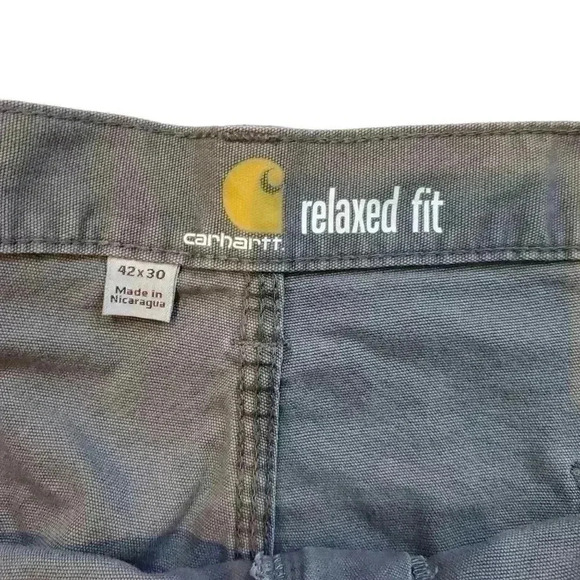 carhartt relaxed fit
42x30
Made in
Nicaragua